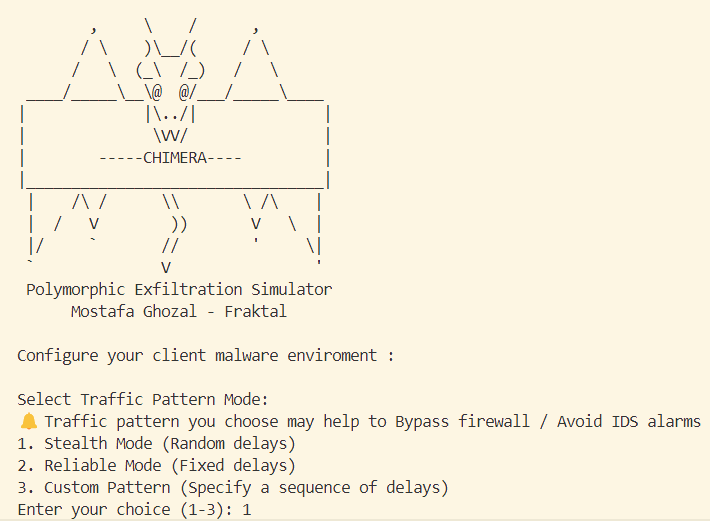 -----CHIMERA----
Polymorphic Exfiltration Simulator
Mostafa Ghozal - Fraktal
Configure your client malware enviroment :
Select Traffic Pattern Mode:
🔔 Traffic pattern you choose may help to Bypass firewall / Avoid IDS alarms
1. Stealth Mode (Random delays)
2. Reliable Mode (Fixed delays)
3. Custom Pattern (Specify a sequence of delays)
Enter your choice (1-3): 1